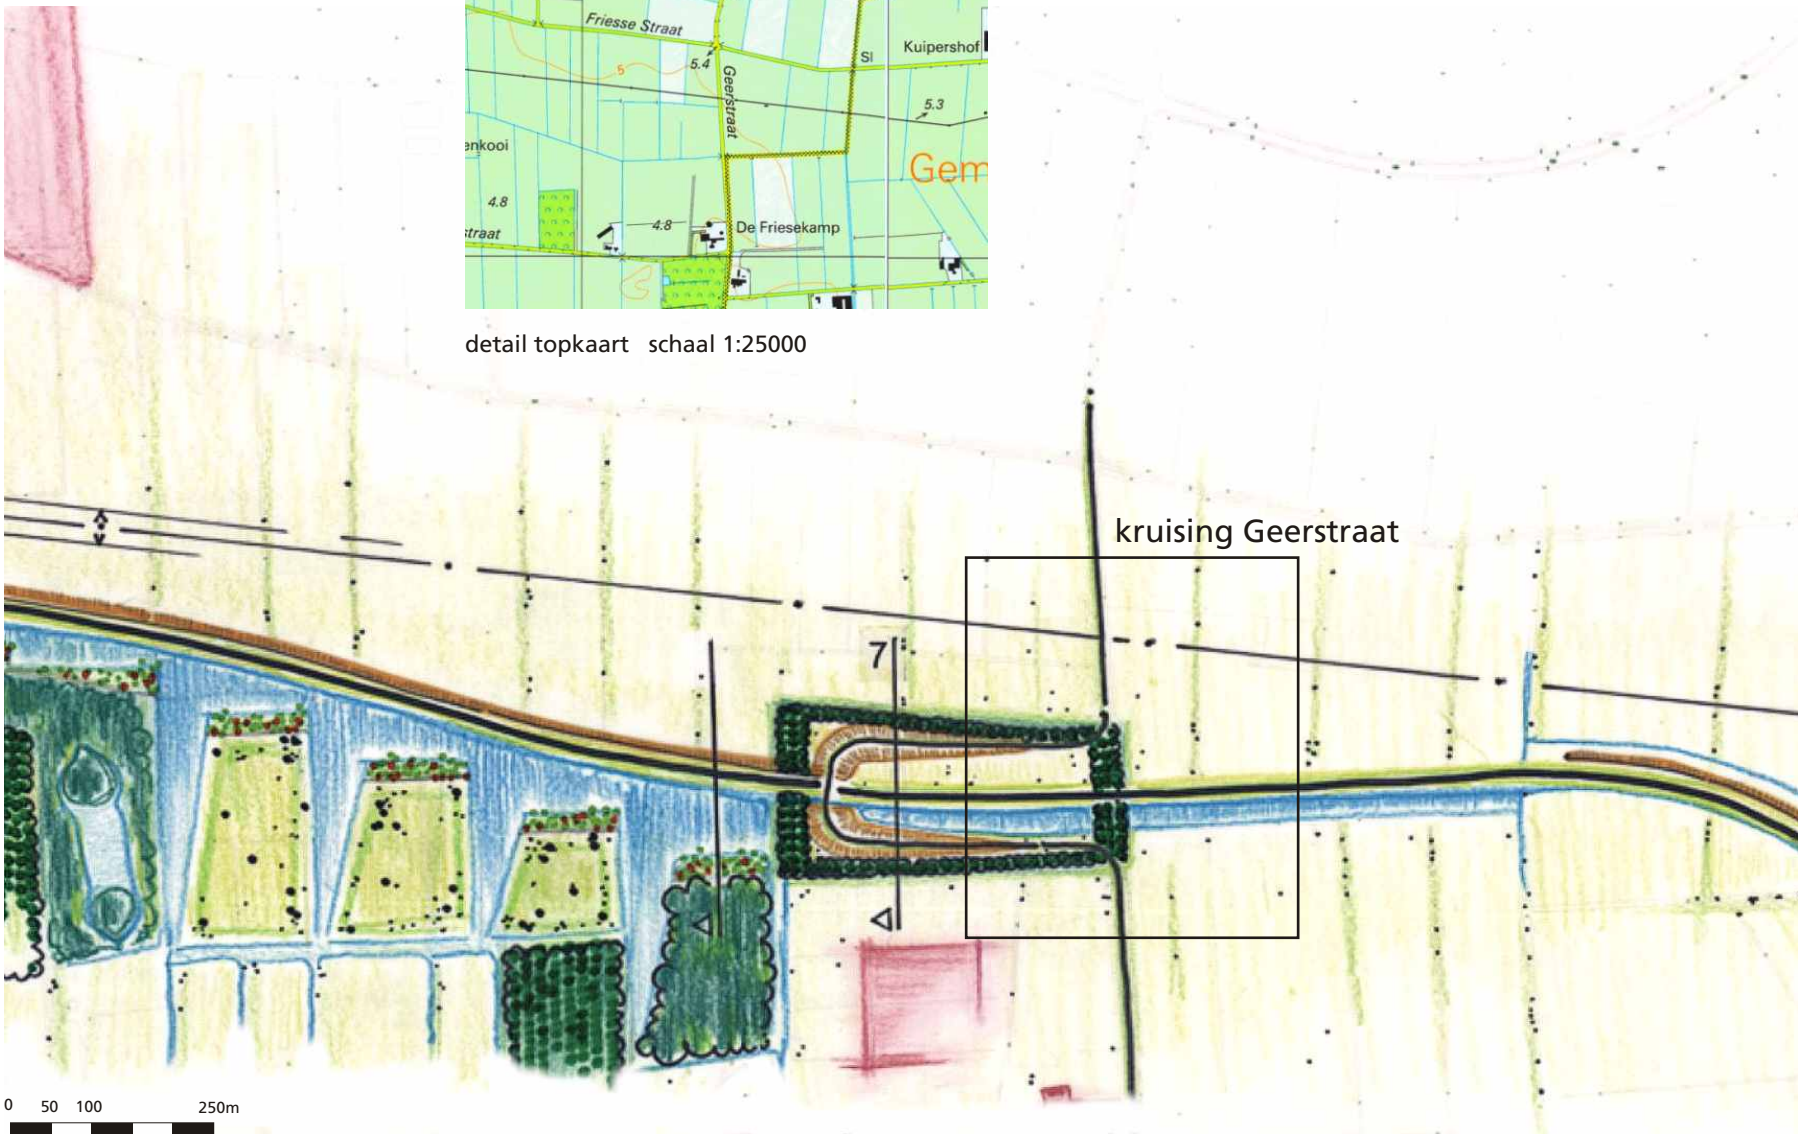 Friesse Straat
Kuipershof
Sl
5.4
5
Geerstraat
5.3
enkooi
Gem
4.8
4.8
De Friesekamp
straat
detail topkaart schaal 1:25000
kruising Geerstraat
7
0 50 100 250m